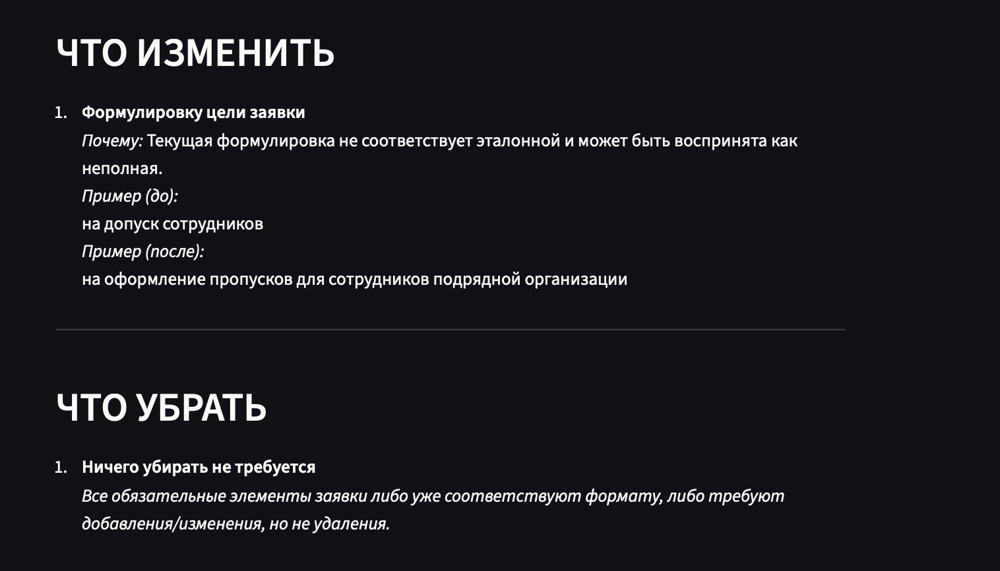 ЧТО ИЗМЕНИТЬ
1. Формулировку цели заявки
Почему: Текущая формулировка не соответствует эталонной и может быть воспринята как
неполная.
Пример (до):
на допуск сотрудников
Пример (после):
на оформление пропусков для сотрудников подрядной организации
ЧТО УБРАТЬ
1. Ничего убирать не требуется
Все обязательные элементы заявки либо уже соответствуют формату, либо требуют
добавления/изменения, но не удаления.